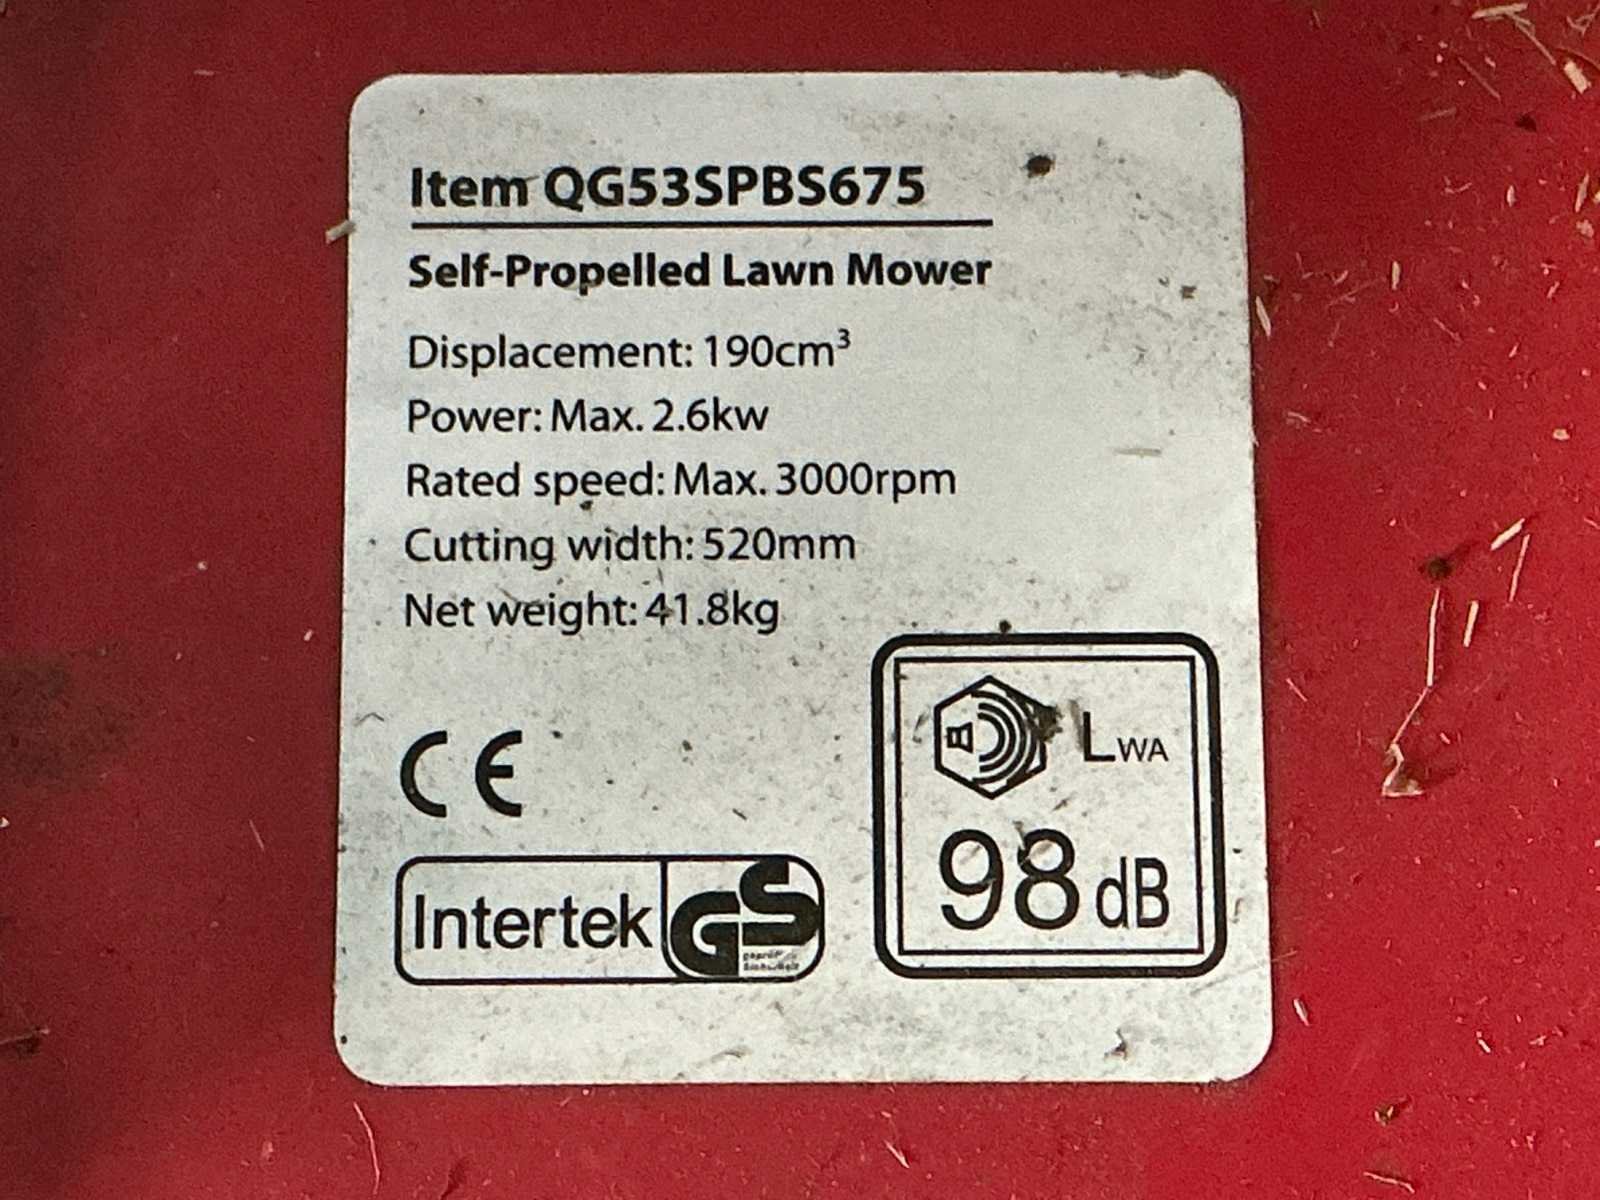 Item QG53SPBS675
Self-Propelled Lawn Mower
Displacement: 190cm³
Power: Max. 2.6kw
Rated speed: Max. 3000rpm
Cutting width: 520mm
Net weight: 41.8kg
CE
LWA
98 dB
Intertek GS